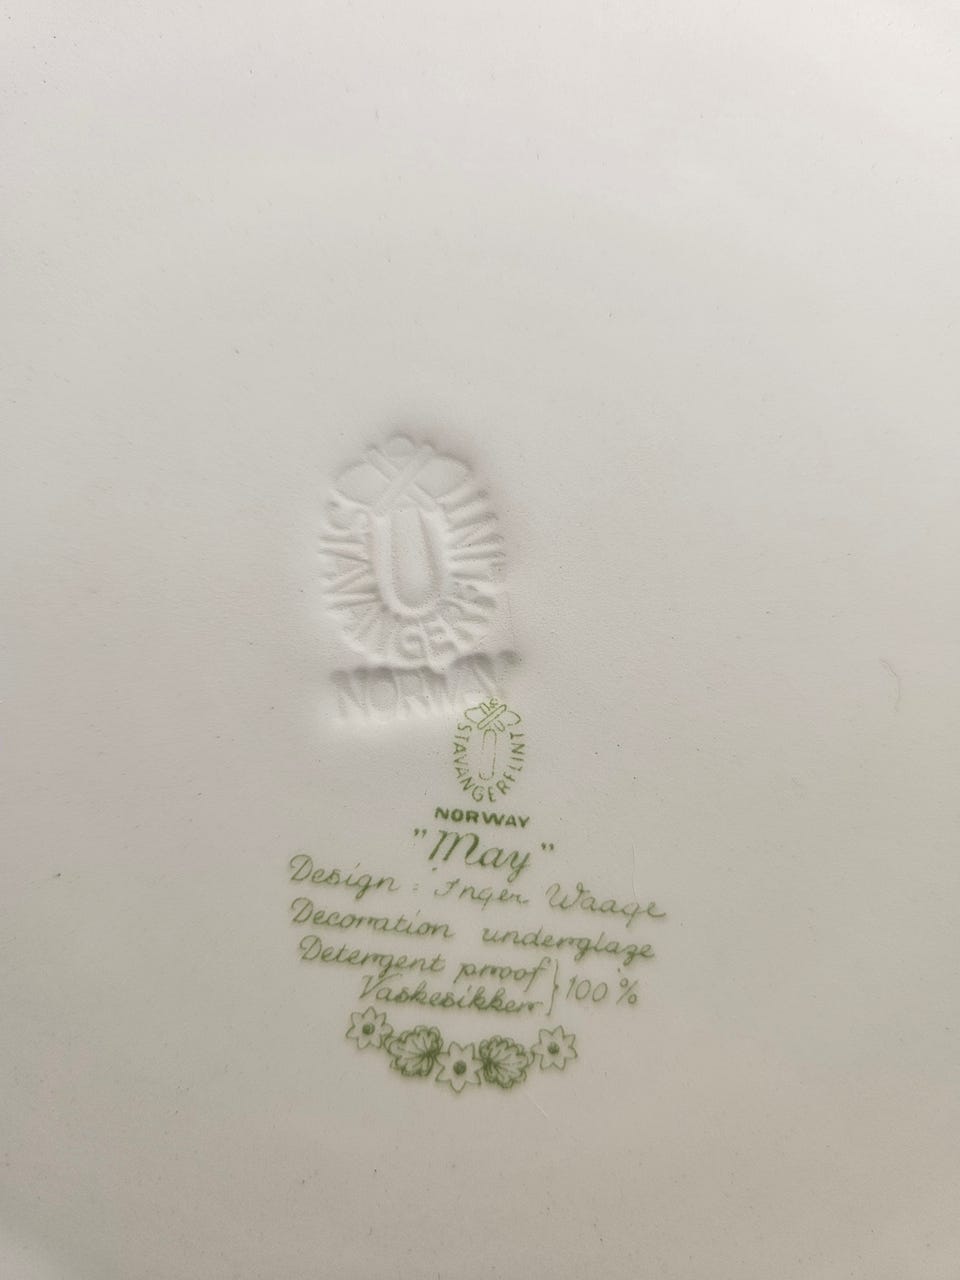 STAVANGERFLINT
NORWAY
STAVANGERFLINT
NORWAY
"May"
Design: Inger Waage
Decoration underglaze
Detergent proof } 100%
Vaskesikker